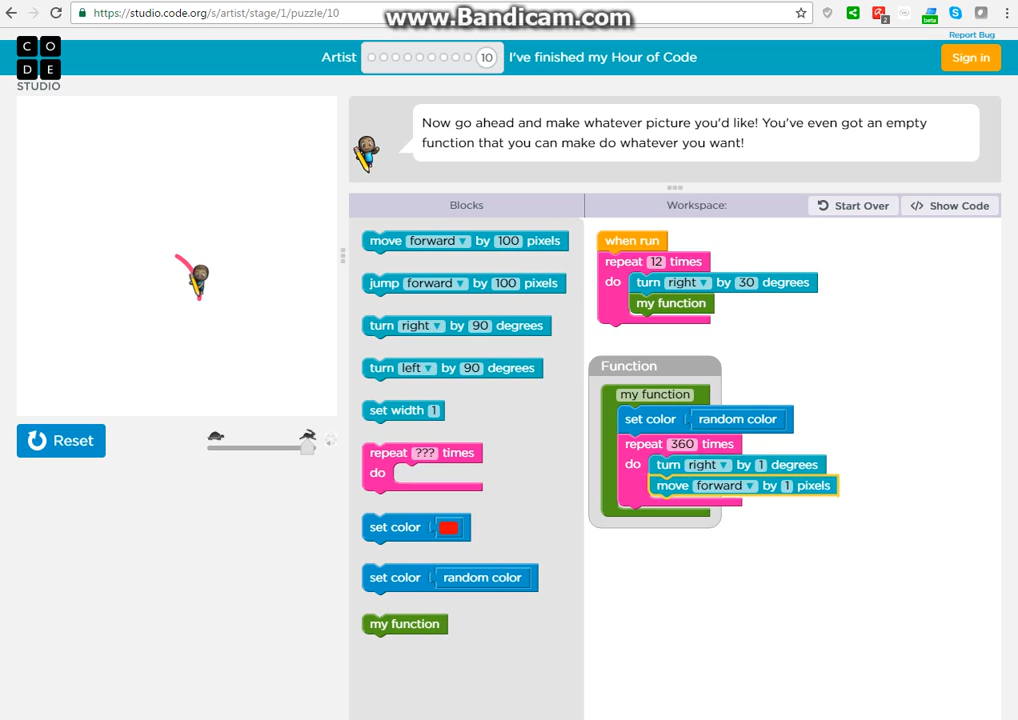 https://studio.code.org/s/artist/stage/1/puzzle/10
www.Bandicam.com
2
beta
Report Bug
C O
D E
STUDIO
Artist
10
I've finished my Hour of Code
Sign in
Now go ahead and make whatever picture you'd like! You've even got an empty
function that you can make do whatever you want!
Blocks
Workspace:
Start Over
</> Show Code
move forward by 100 pixels
jump forward by 100 pixels
turn right by 90 degrees
turn left by 90 degrees
set width 1
repeat ??? times
do
set color
set color random color
my function
Reset
when run
repeat 12 times
do turn right by 30 degrees
my function
Function
my function
set color random color
repeat 360 times
do turn right by 1 degrees
move forward by 1 pixels